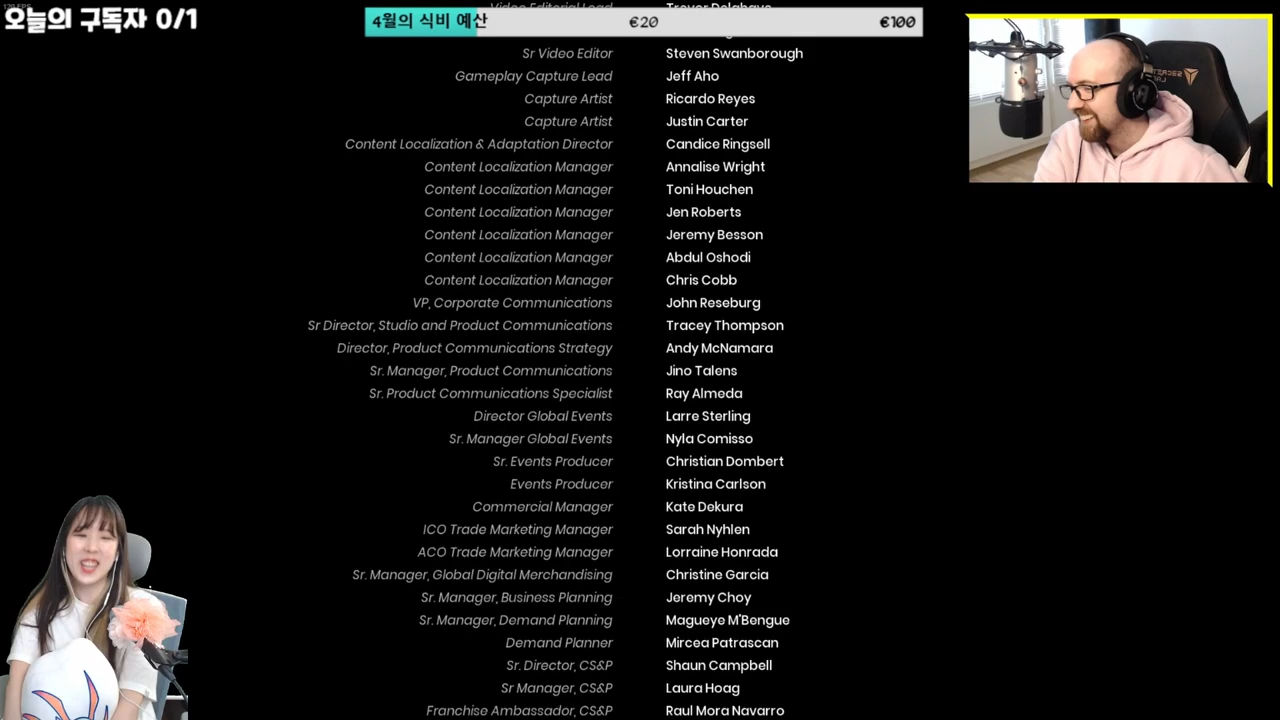 오늘의 구독자 0/1
4월의 식비 예산 €20 €100
Video Editorial Lead Trevor Delahaye
Sr Video Editor Steven Swanborough
Gameplay Capture Lead Jeff Aho
Capture Artist Ricardo Reyes
Capture Artist Justin Carter
Content Localization & Adaptation Director Candice Ringsell
Content Localization Manager Annalise Wright
Content Localization Manager Toni Houchen
Content Localization Manager Jen Roberts
Content Localization Manager Jeremy Besson
Content Localization Manager Abdul Oshodi
Content Localization Manager Chris Cobb
VP, Corporate Communications John Reseburg
Sr Director, Studio and Product Communications Tracey Thompson
Director, Product Communications Strategy Andy McNamara
Sr. Manager, Product Communications Jino Talens
Sr. Product Communications Specialist Ray Almeda
Director Global Events Larre Sterling
Sr. Manager Global Events Nyla Comisso
Sr. Events Producer Christian Dombert
Events Producer Kristina Carlson
Commercial Manager Kate Dekura
ICO Trade Marketing Manager Sarah Nyhlen
ACO Trade Marketing Manager Lorraine Honrada
Sr. Manager, Global Digital Merchandising Christine Garcia
Sr. Manager, Business Planning Jeremy Choy
Sr. Manager, Demand Planning Magueye M'Bengue
Demand Planner Mircea Patrascan
Sr. Director, CS&P Shaun Campbell
Sr Manager, CS&P Laura Hoag
Franchise Ambassador, CS&P Raul Mora Navarro